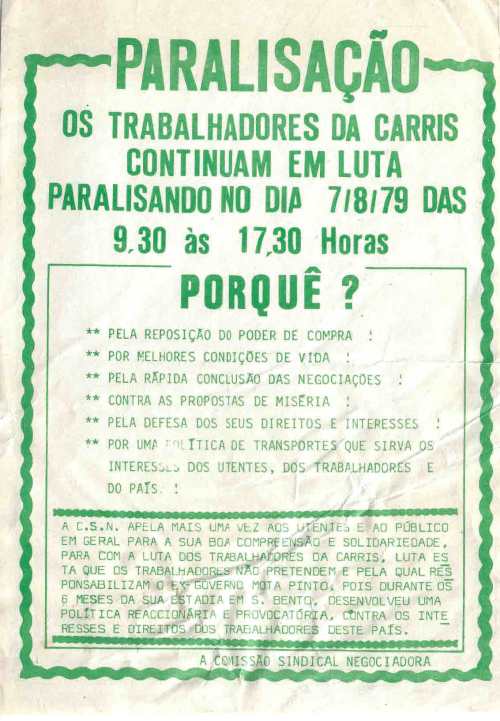 PARALISAÇÃO
OS TRABALHADORES DA CARRIS
CONTINUAM EM LUTA
PARALISANDO NO DIA 7/8/79 DAS
9,30 às 17,30 Horas
PORQUÊ ?
** PELA REPOSIÇÃO DO PODER DE COMPRA !
** POR MELHORES CONDIÇÕES DE VIDA !
** PELA RÁPIDA CONCLUSÃO DAS NEGOCIAÇÕES !
** CONTRA AS PROPOSTAS DE MISÉRIA !
** PELA DEFESA DOS SEUS DIREITOS E INTERESSES !
** POR UMA POLÍTICA DE TRANSPORTES QUE SIRVA OS
INTERESSES DOS UTENTES, DOS TRABALHADORES E
DO PAÍS. !
A C.S.N. APELA MAIS UMA VEZ AOS UTENTES E AO PÚBLICO
EM GERAL PARA A SUA BOA COMPREENSÃO E SOLIDARIEDADE,
PARA COM A LUTA DOS TRABALHADORES DA CARRIS, LUTA ES
TA QUE OS TRABALHADORES NÃO PRETENDEM E PELA QUAL RES
PONSABILIZAM O EX GOVERNO MOTA PINTO, POIS DURANTE OS
6 MESES DA SUA ESTADIA EM S. BENTO, DESENVOLVEU UMA
POLÍTICA REACCIONÁRIA E PROVOCATÓRIA, CONTRA OS INTE
RESSES E DIREITOS DOS TRABALHADORES DESTE PAÍS.
A COMISSÃO SINDICAL NEGOCIADORA